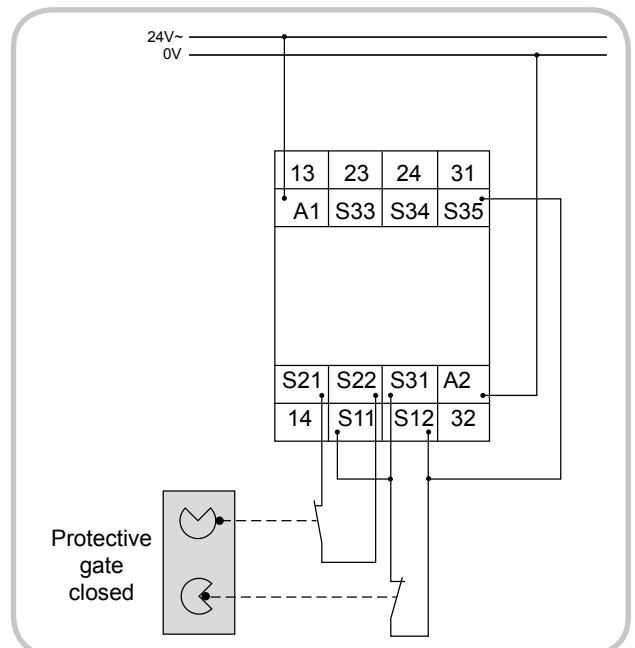 24V~
0V
13 23 24 31
A1 S33 S34 S35
S21 S22 S31 A2
14 S11 S12 32
Protective
gate
closed